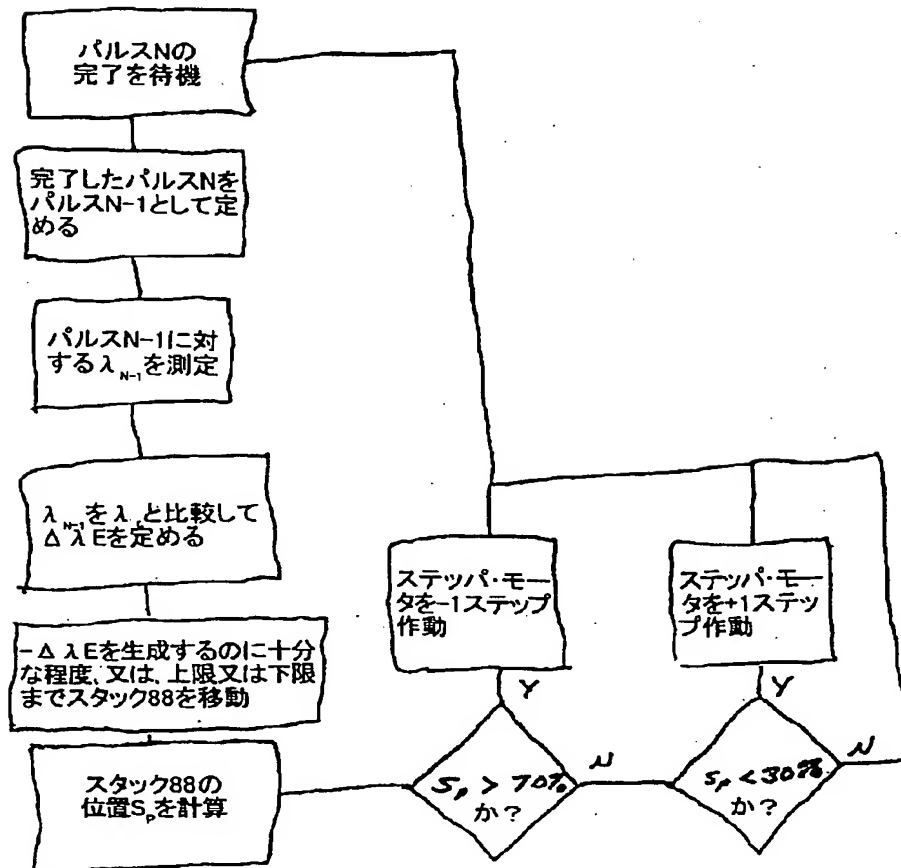 パルスNの
完了を待機
完了したパルスNを
パルスN-1として定
める
パルスN-1に対
するλN-1を測定
λN-1をλ と比較して
ΔλEを定める
-ΔλEを生成するのに十分
な程度、又は、上限又は下限
までスタック88を移動
スタック88の
位置SPを計算
ステッパ・モー
タを-1ステップ
作動
Y
SP > 70%
か?
N
ステッパ・モー
タを+1ステッ
プ作動
Y
SP < 30%
か?
N